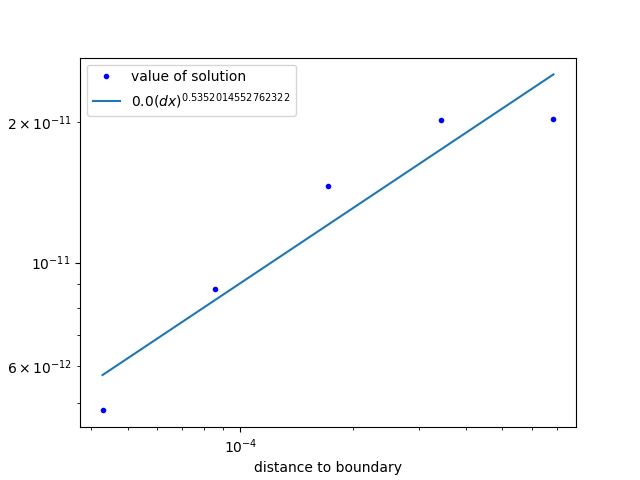 value of solution
0.0(dx)^0.5352014552762322
2 × 10^-11
10^-11
6 × 10^-12
10^-4
distance to boundary